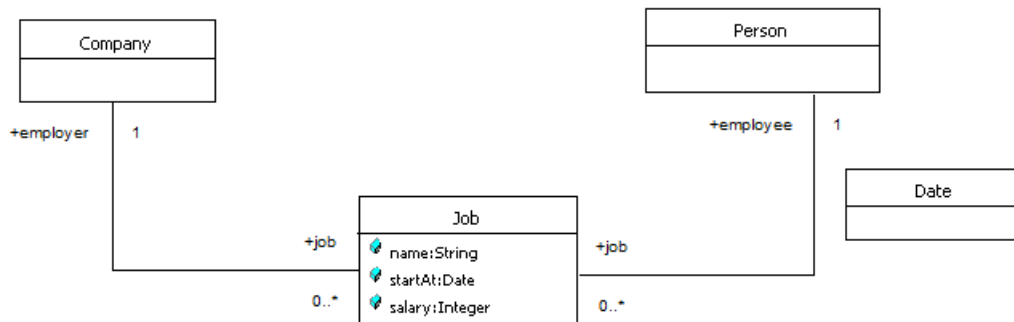 Company
Person
+employer 1
+employee 1
Date
Job
+job
+job
name:String
startAt:Date
salary:Integer
0..*
0..*